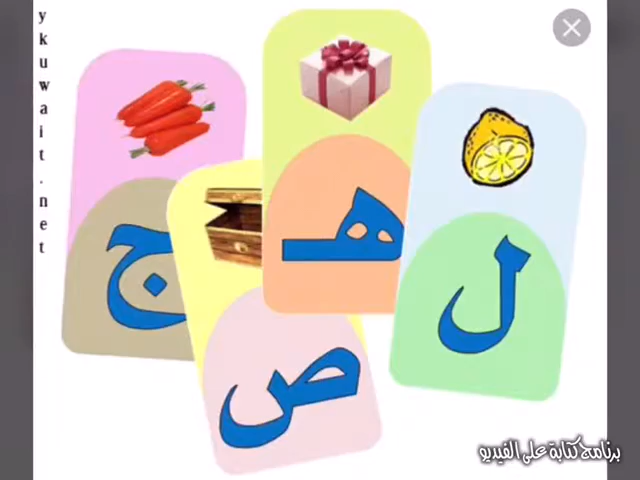 ykuwait.net
ج
ص
هـ
ل
برنامج كتابة على الفيديو